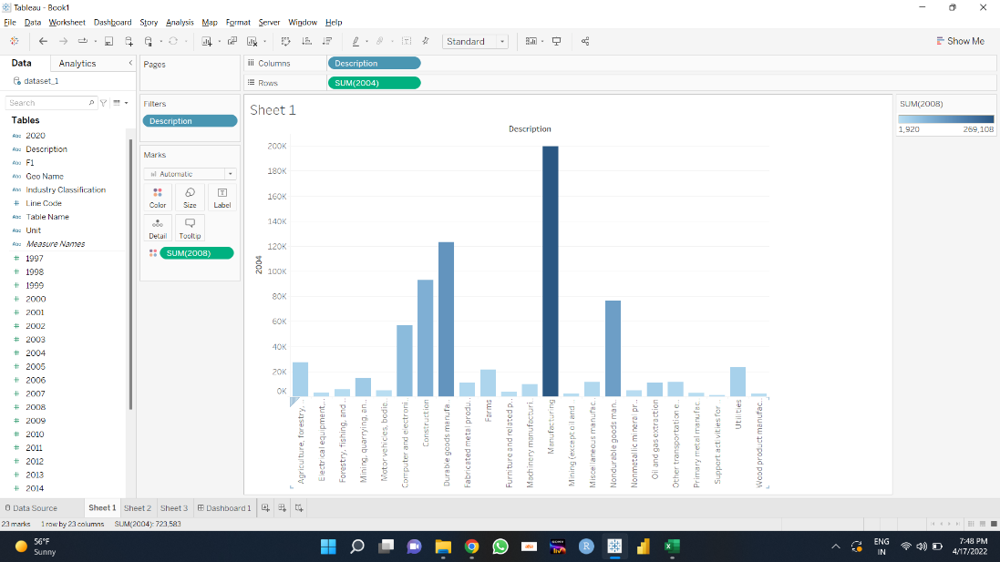 Tableau - Book1
File Data Worksheet Dashboard Story Analysis Map Format Server Window Help
Standard
Show Me
Data Analytics
dataset_1
Search
Tables
Abc 2020
Abc Description
Abc F1
Abc Geo Name
Abc Industry Classification
# Line Code
Abc Table Name
Abc Unit
Abc Measure Names
# 1997
# 1998
# 1999
# 2000
# 2001
# 2002
# 2003
# 2004
# 2005
# 2006
# 2007
# 2008
# 2009
# 2010
# 2011
# 2012
# 2013
# 2014
Pages
Filters
Description
Marks
Automatic
Color Size Label
Detail Tooltip
SUM(2008)
Columns Description
Rows SUM(2004)
Sheet 1
Description
2004
200K
180K
160K
140K
120K
100K
80K
60K
40K
20K
0K
Agriculture, forestry, ..
Electrical equipment, ..
Forestry, fishing, and ..
Mining, quarrying, an..
Motor vehicles, bodie..
Computer and electroni..
Construction
Durable goods manufa..
Fabricated metal produ..
Farms
Furniture and related p..
Machinery manufacturi..
Manufacturing
Mining (except oil and ..
Miscellaneous manufac..
Nondurable goods man..
Nonmetallic mineral pr..
Oil and gas extraction
Other transportation e..
Primary metal manufac..
Support activities for ..
Utilities
Wood product manufac..
SUM(2008)
1,920 269,108
Data Source Sheet 1 Sheet 2 Sheet 3 Dashboard 1
23 marks 1 row by 23 columns SUM(2004): 723,583
56°F
Sunny
ENG
IN
7:48 PM
4/17/2022